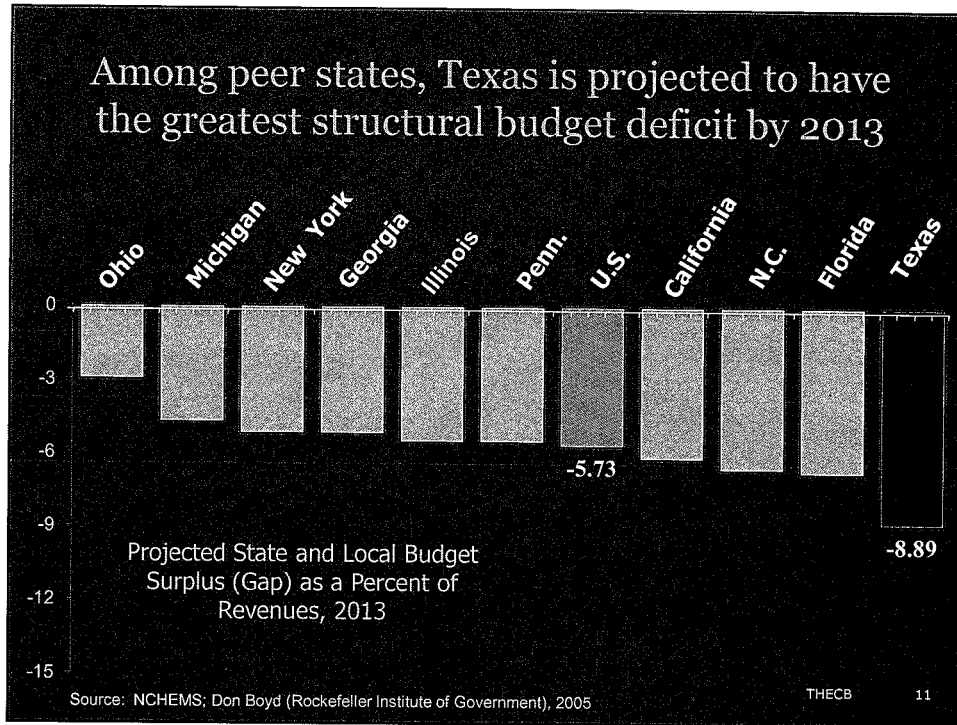 Among peer states, Texas is projected to have
the greatest structural budget deficit by 2013
Ohio
Michigan
New York
Georgia
Illinois
Penn.
U.S.
California
N.C.
Florida
Texas
0
-3
-6
-9
-12
-15
-5.73
-8.89
Projected State and Local Budget
Surplus (Gap) as a Percent of
Revenues, 2013
Source: NCHEMS; Don Boyd (Rockefeller Institute of Government), 2005
THECB 11